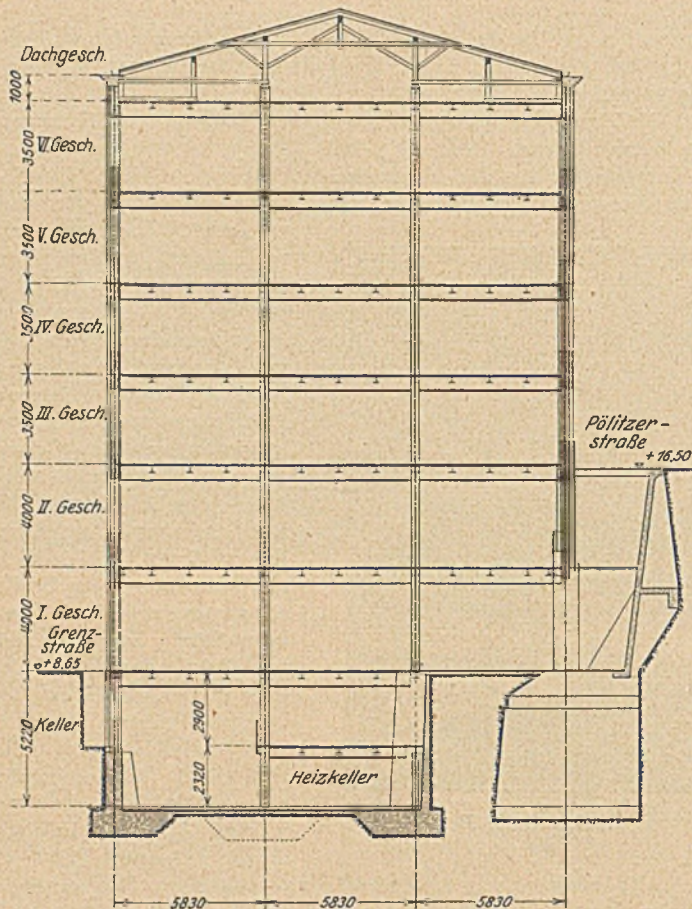 Dachgesch.
1000
VI. Gesch.
3500
V. Gesch.
3500
IV. Gesch.
3500
III. Gesch.
3500
Pölitzer-
straße
+ 16,50
II. Gesch.
4000
I. Gesch.
4000
Grenz-
straße
+ 8,65
Keller
5220
2900
2320
Heizkeller
5830 5830 5830